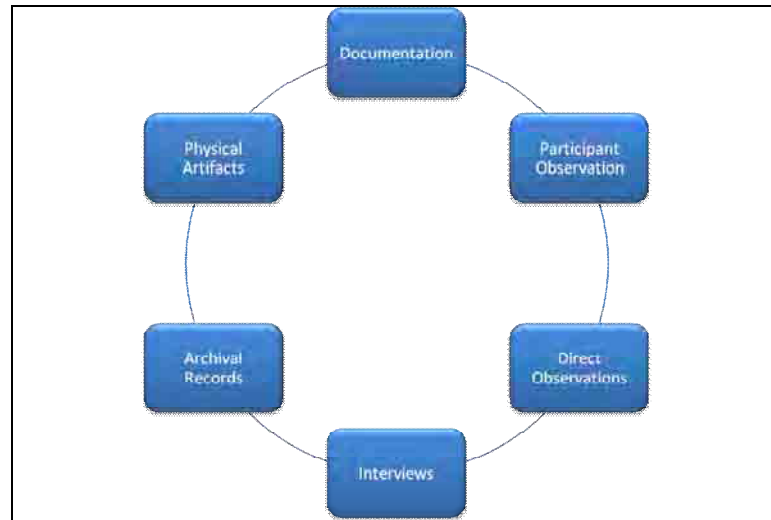 Documentation
Physical
Artifacts
Participant
Observation
Archival
Records
Direct
Observations
Interviews